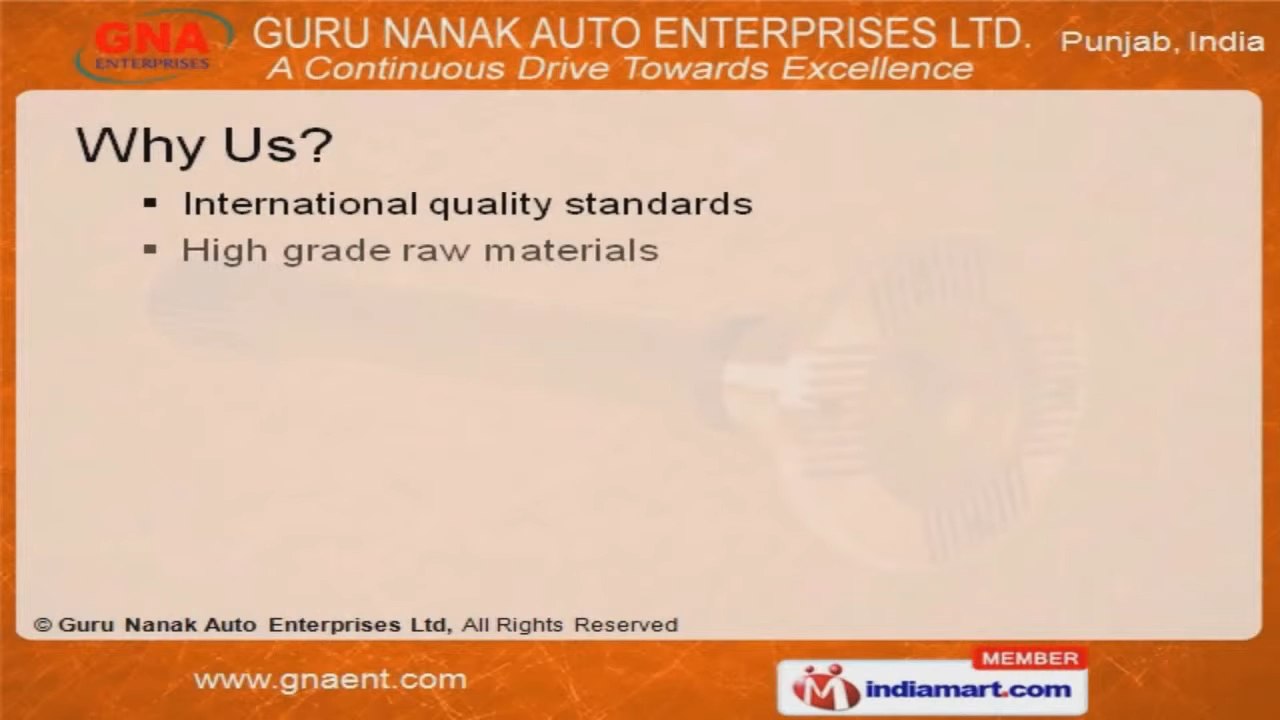 GNA
ENTERPRISES
GURU NANAK AUTO ENTERPRISES LTD.
A Continuous Drive Towards Excellence
Punjab, India
Why Us?
▪ International quality standards
▪ High grade raw materials
© Guru Nanak Auto Enterprises Ltd, All Rights Reserved
www.gnaent.com
MEMBER
indiamart.com